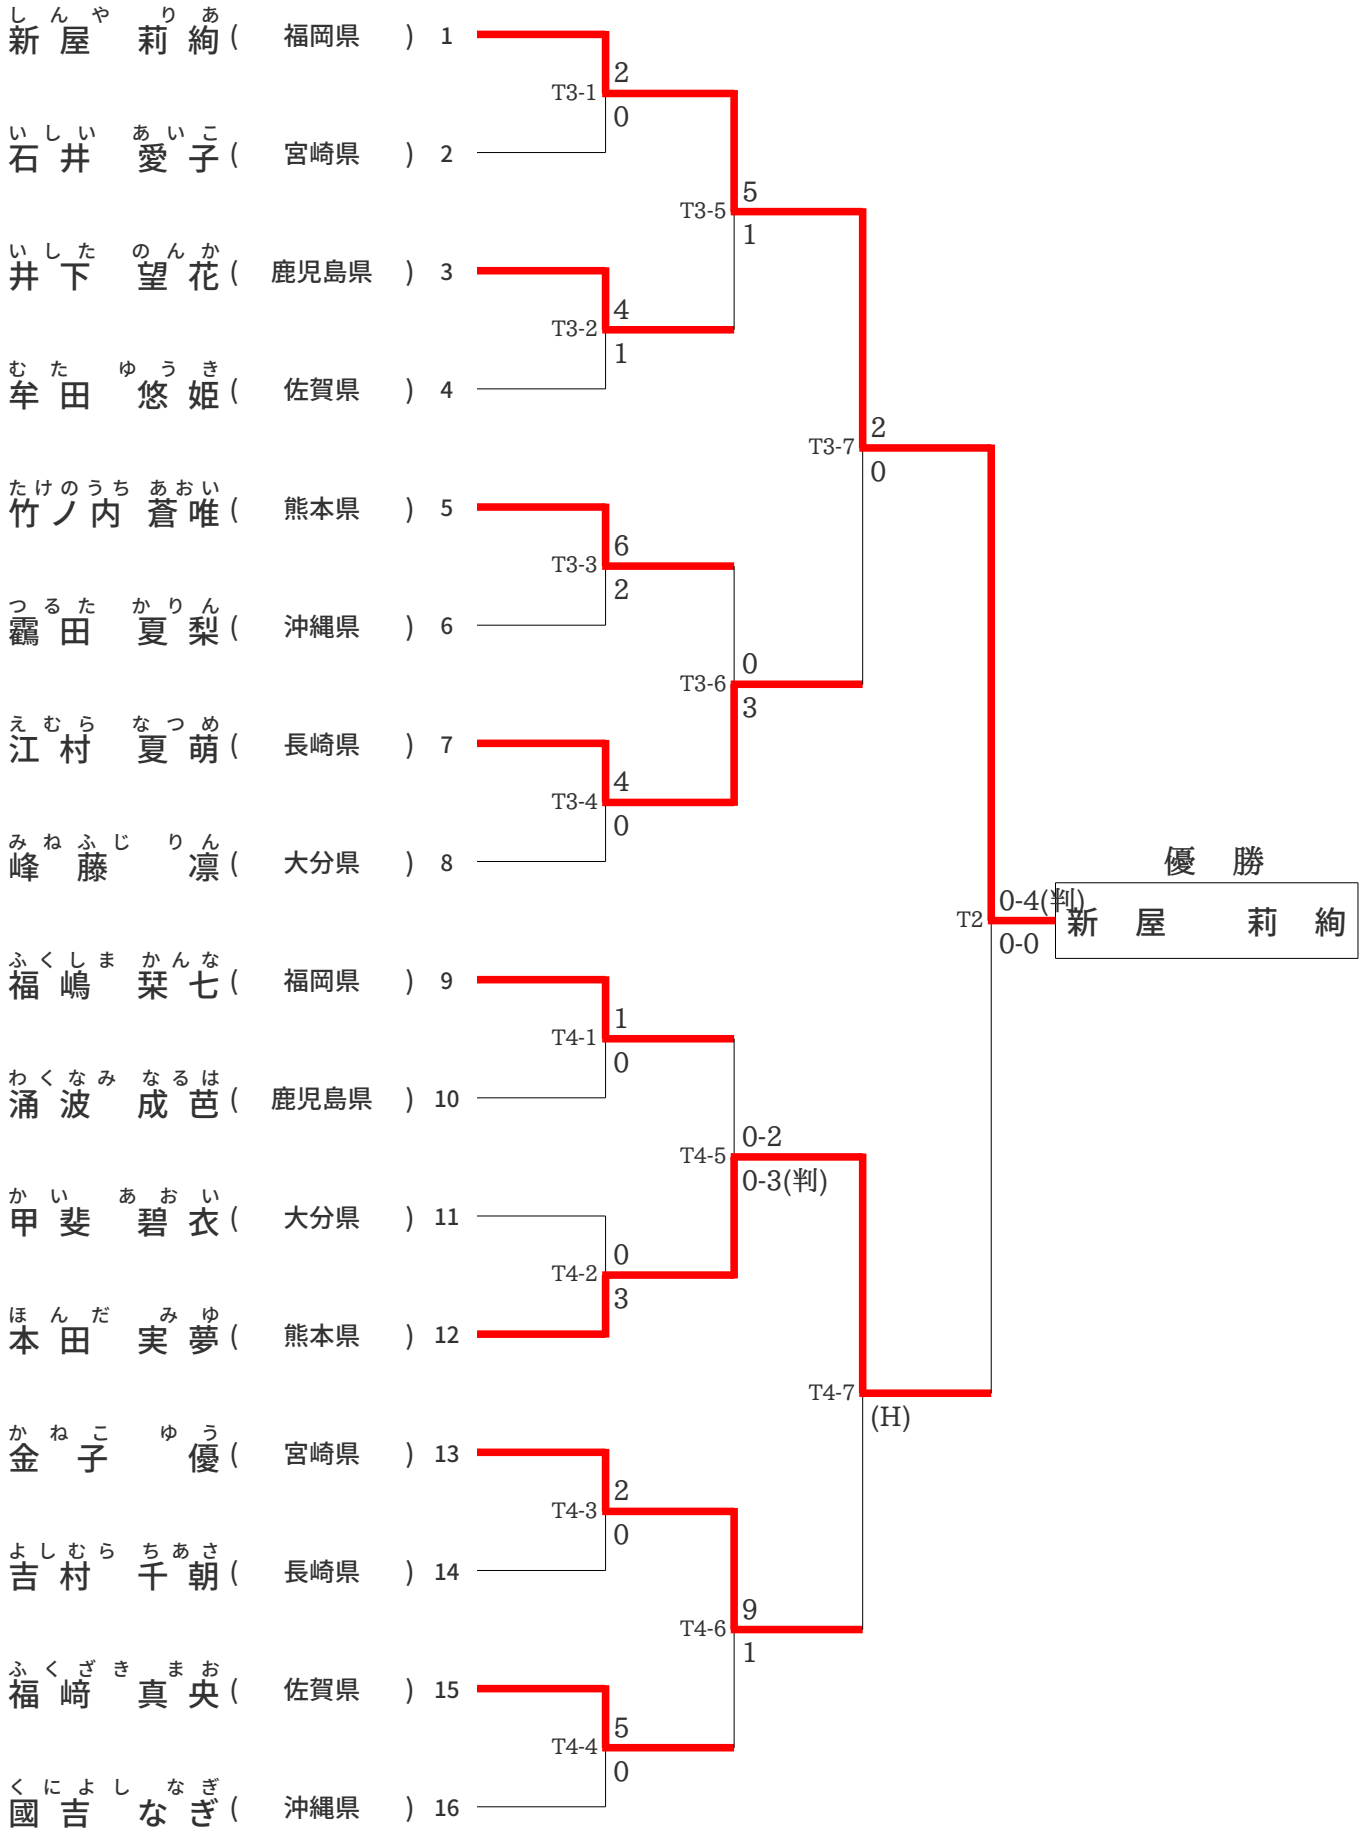 しんや りあ
新屋 莉絢 ( 福岡県 ) 1
2
T3-1
0
いしい あいこ
石井 愛子 ( 宮崎県 ) 2
5
T3-5
1
いした のんか
井下 望花 ( 鹿児島県 ) 3
4
T3-2
1
むた ゆうき
牟田 悠姫 ( 佐賀県 ) 4
2
T3-7
0
たけのうち あおい
竹ノ内 蒼唯 ( 熊本県 ) 5
6
T3-3
2
つるた かりん
靍田 夏梨 ( 沖縄県 ) 6
0
T3-6
3
えむら なつめ
江村 夏萌 ( 長崎県 ) 7
4
T3-4
0
みねふじ りん
峰藤 凛 ( 大分県 ) 8
優勝
0-4(判)
T2
新屋 莉絢
0-0
ふくしま かんな
福嶋 栞七 ( 福岡県 ) 9
1
T4-1
0
わくなみ なるは
涌波 成芭 ( 鹿児島県 ) 10
0-2
T4-5
0-3(判)
かい あおい
甲斐 碧衣 ( 大分県 ) 11
0
T4-2
3
ほんだ みゆ
本田 実夢 ( 熊本県 ) 12
T4-7
(H)
かねこ ゆう
金子 優 ( 宮崎県 ) 13
2
T4-3
0
よしむら ちあさ
吉村 千朝 ( 長崎県 ) 14
9
T4-6
1
ふくざき まお
福﨑 真央 ( 佐賀県 ) 15
5
T4-4
0
くによし なぎ
國吉 なぎ ( 沖縄県 ) 16